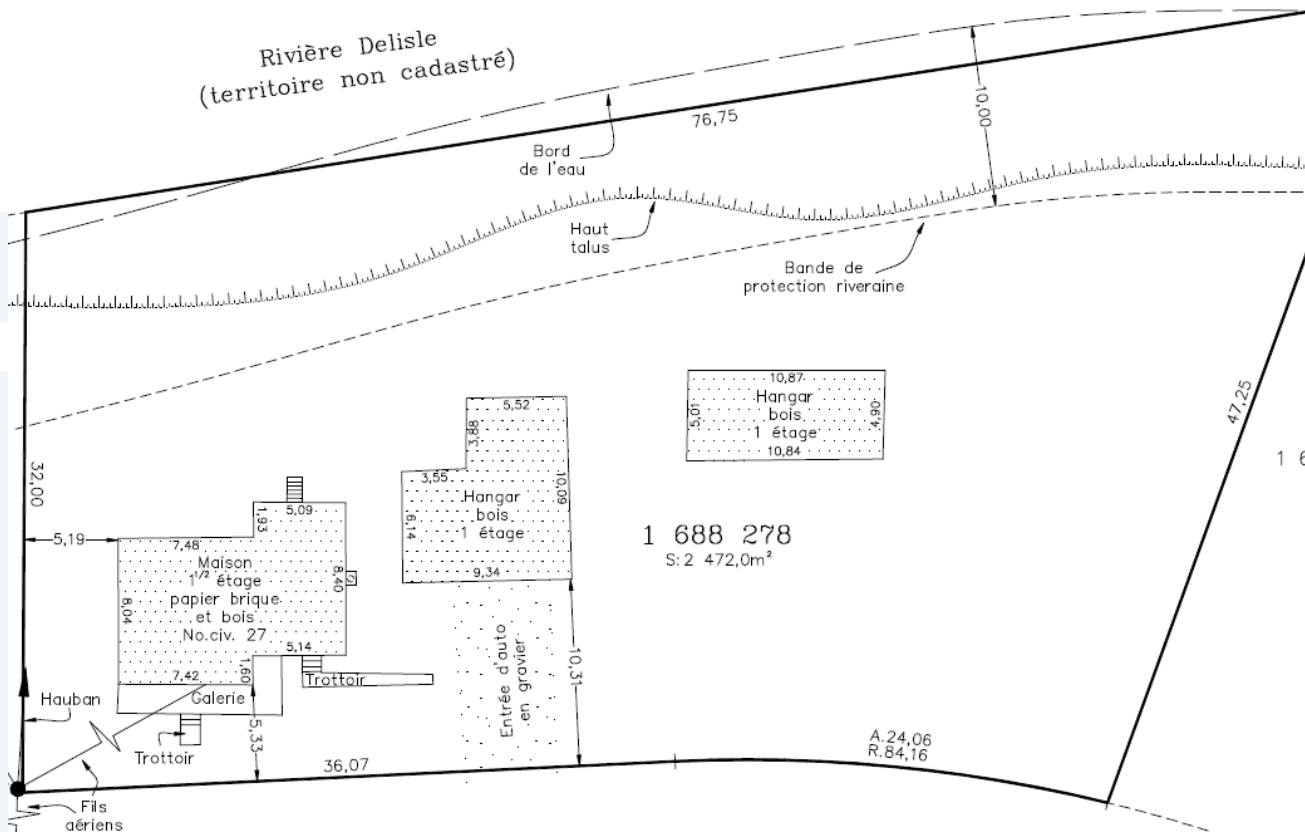 Rivière Delisle
(territoire non cadastré)
76,75
10,00
Bord
de l'eau
Haut
talus
Bande de
protection riveraine
47,25
32,00
5,19
10,87
Hangar
bois
1 étage
5,01
4,90
10,84
5,52
3,88
3,55
10,09
Hangar
bois
1 étage
6,14
9,34
1 688 278
S:2 472,0m²
1 6
5,09
1,93
7,48
Maison
1 1/2 étage
papier brique
et bois
No.civ. 27
8,40
8,04
5,14
1,60
7,42
Galerie
Trottoir
Trottoir
Hauban
5,33
Entrée d'auto
en gravier
10,31
36,07
A.24,06
R.84,16
Fils
aériens